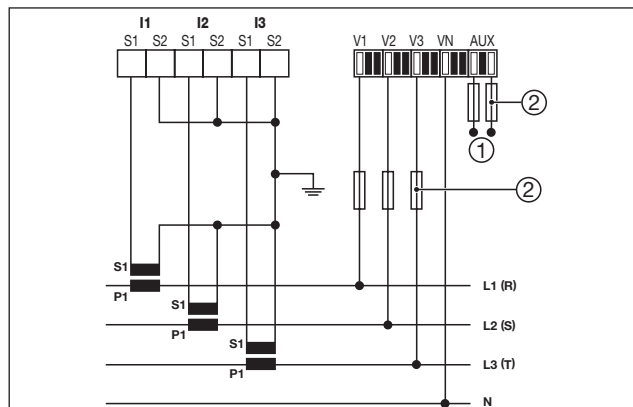 I1 I2 I3
S1 S2 S1 S2 S1 S2
V1 V2 V3 VN AUX
2
1
2
S1
P1
L1 (R)
S1
P1
L2 (S)
S1
P1
L3 (T)
N